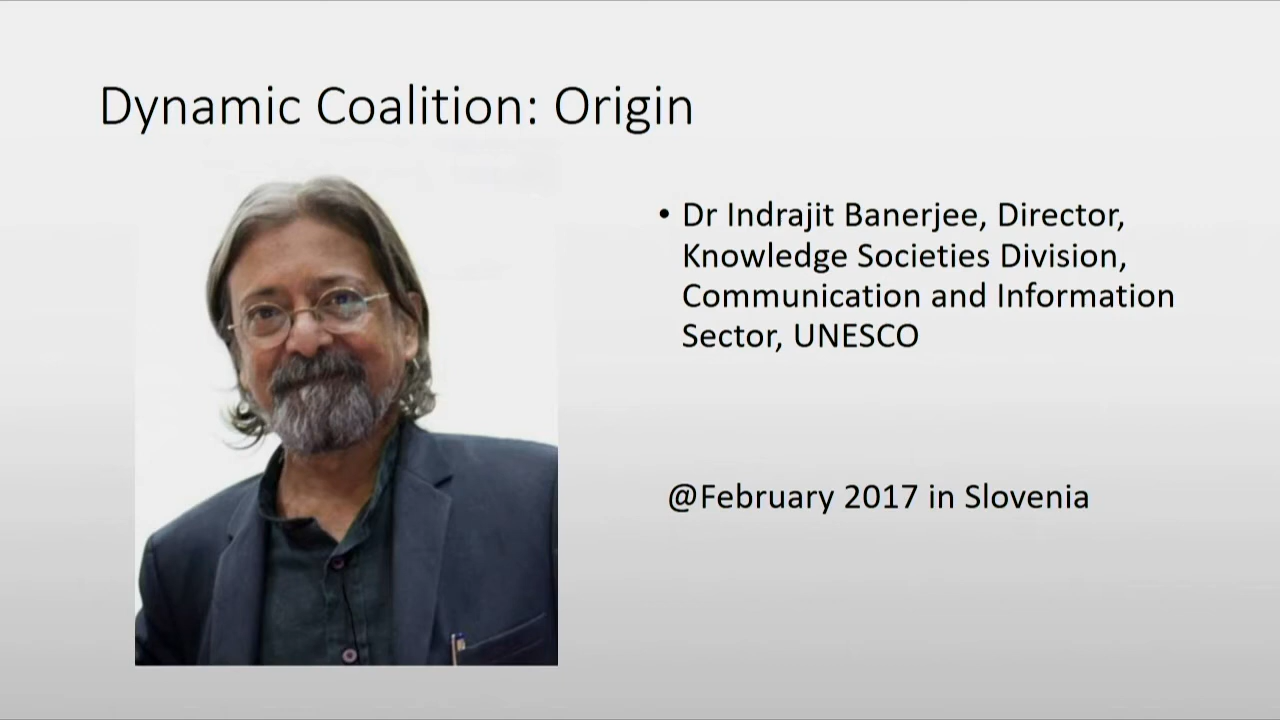 Dynamic Coalition: Origin
• Dr Indrajit Banerjee, Director,
Knowledge Societies Division,
Communication and Information
Sector, UNESCO
@February 2017 in Slovenia